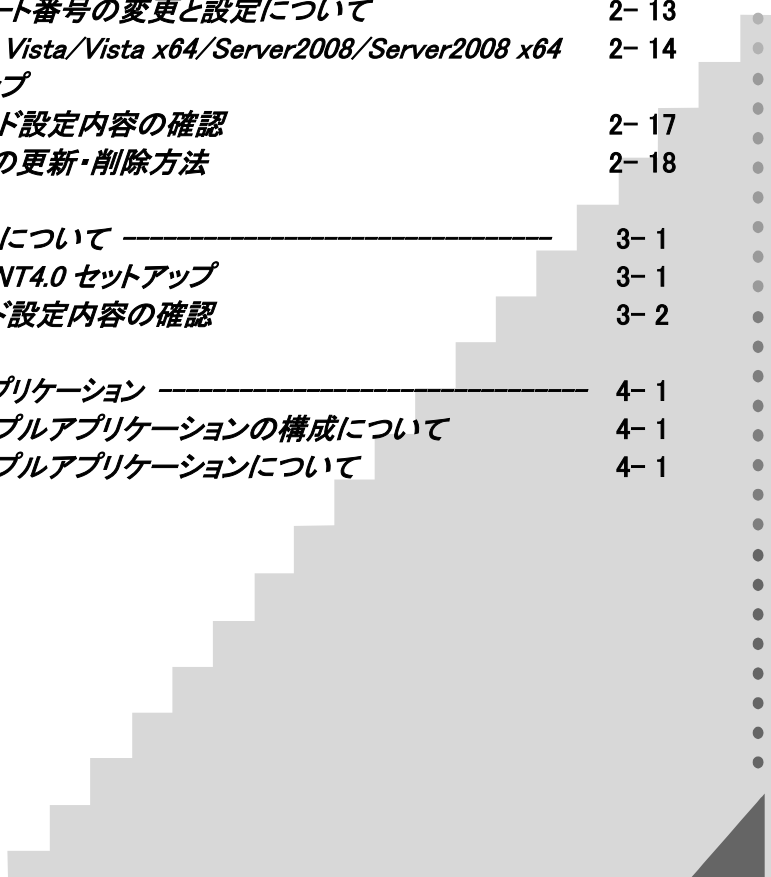 ート番号の変更と設定について 2- 13
Vista/Vista x64/Server2008/Server2008 x64 2- 14
ップ
ド設定内容の確認 2- 17
の更新・削除方法 2- 18
について -------------------------------- 3- 1
NT4.0 セットアップ 3- 1
ド設定内容の確認 3- 2
プリケーション -------------------------------- 4- 1
プルアプリケーションの構成について 4- 1
プルアプリケーションについて 4- 1